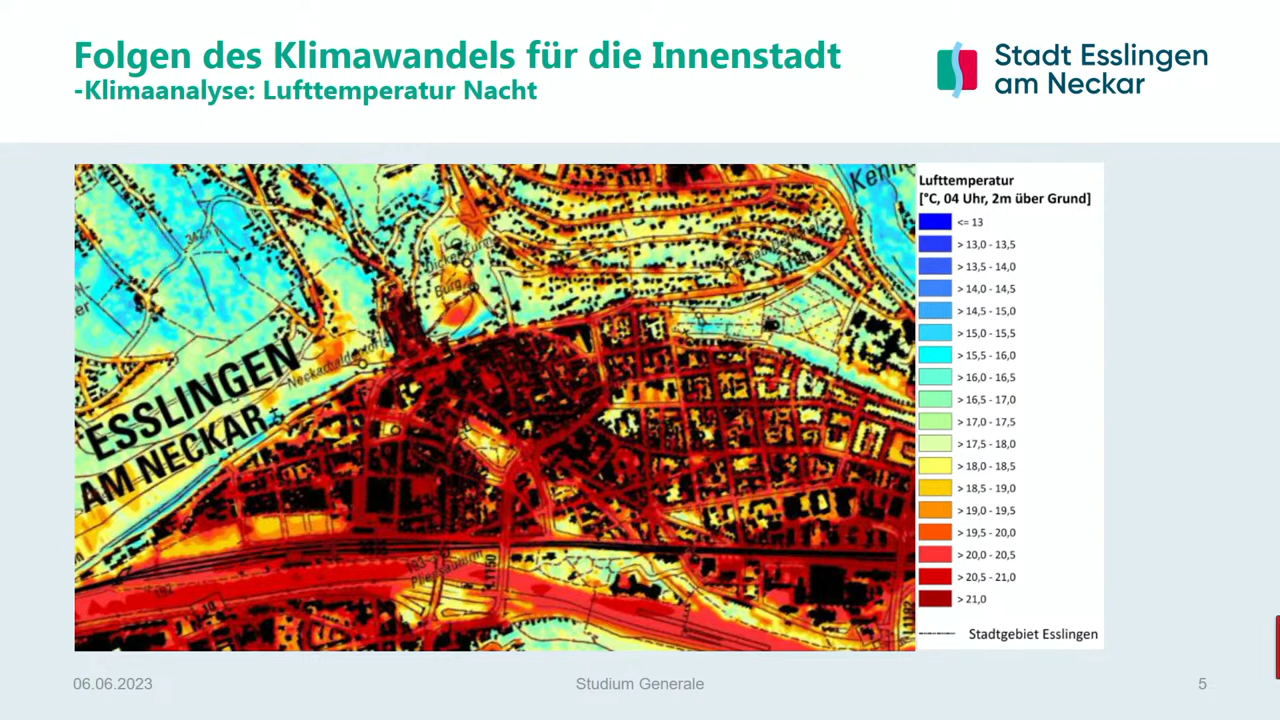 Folgen des Klimawandels für die Innenstadt
-Klimaanalyse: Lufttemperatur Nacht
Stadt Esslingen
am Neckar
Kenn
Dicker Turm
Burg
ESSLINGEN
AM NECKAR
Neckarhaldentorls
Lufttemperatur
[°C, 04 Uhr, 2m über Grund]
<= 13
> 13,0 - 13,5
> 13,5 - 14,0
> 14,0 - 14,5
> 14,5 - 15,0
> 15,0 - 15,5
> 15,5 - 16,0
> 16,0 - 16,5
> 16,5 - 17,0
> 17,0 - 17,5
> 17,5 - 18,0
> 18,0 - 18,5
> 18,5 - 19,0
> 19,0 - 19,5
> 19,5 - 20,0
> 20,0 - 20,5
> 20,5 - 21,0
> 21,0
Stadtgebiet Esslingen
06.06.2023
Studium Generale
5